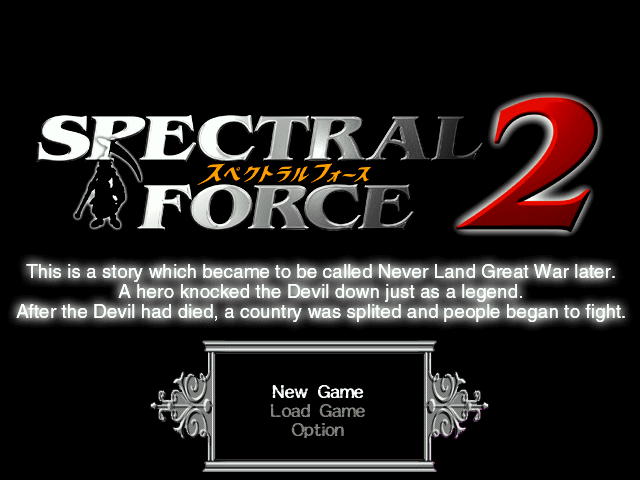 SPECTRAL
スペクトラルフォース
FORCE
2
This is a story which became to be called Never Land Great War later.
A hero knocked the Devil down just as a legend.
After the Devil had died, a country was splited and people began to fight.
New Game
Load Game
Option